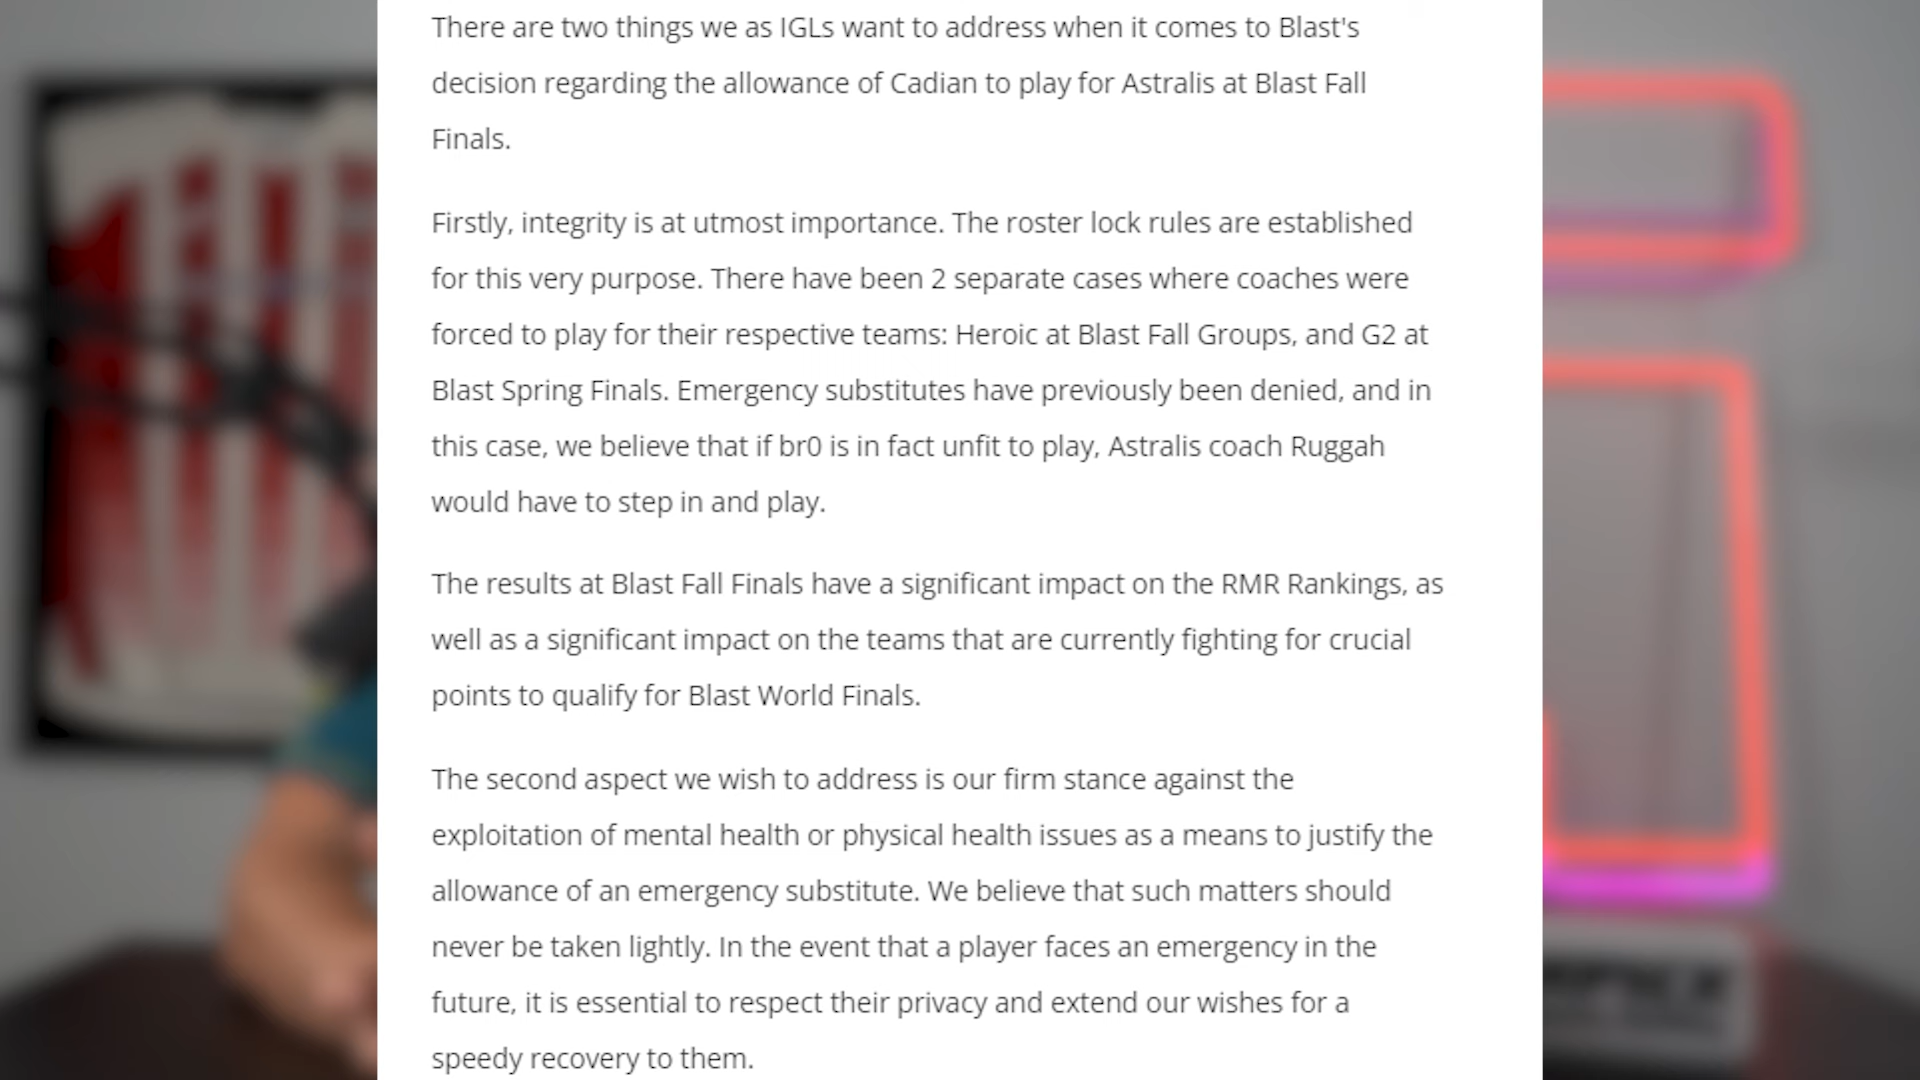 There are two things we as IGLs want to address when it comes to Blast's
decision regarding the allowance of Cadian to play for Astralis at Blast Fall
Finals.
Firstly, integrity is at utmost importance. The roster lock rules are established
for this very purpose. There have been 2 separate cases where coaches were
forced to play for their respective teams: Heroic at Blast Fall Groups, and G2 at
Blast Spring Finals. Emergency substitutes have previously been denied, and in
this case, we believe that if br0 is in fact unfit to play, Astralis coach Ruggah
would have to step in and play.
The results at Blast Fall Finals have a significant impact on the RMR Rankings, as
well as a significant impact on the teams that are currently fighting for crucial
points to qualify for Blast World Finals.
The second aspect we wish to address is our firm stance against the
exploitation of mental health or physical health issues as a means to justify the
allowance of an emergency substitute. We believe that such matters should
never be taken lightly. In the event that a player faces an emergency in the
future, it is essential to respect their privacy and extend our wishes for a
speedy recovery to them.